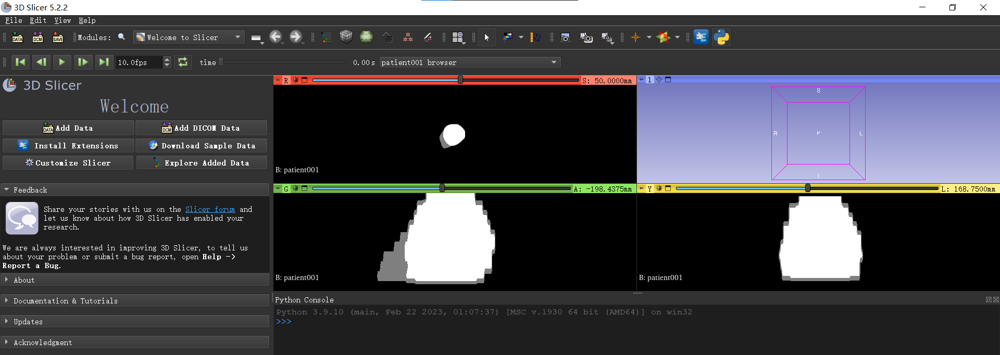 3D Slicer 5.2.2
File Edit View Help
DATA DCM SAVE Modules: Welcome to Slicer
10.0fps time 0.00s patient001 browser
3D Slicer
Welcome
DATA Add Data
DCM Add DICOM Data
Install Extensions
Download Sample Data
Customize Slicer
Explore Added Data
Feedback
Share your stories with us on the Slicer forum and
let us know about how 3D Slicer has enabled your
research.
We are always interested in improving 3D Slicer, to tell us
about your problem or submit a bug report, open Help ->
Report a Bug.
About
Documentation & Tutorials
Updates
Acknowledgment
R S: 50.0000mm
B: patient001
1
S
R P L
I
G A: -198.4375mm
B: patient001
Y L: 168.7500mm
B: patient001
Python Console
Python 3.9.10 (main, Feb 22 2023, 01:07:37) [MSC v.1930 64 bit (AMD64)] on win32
>>>